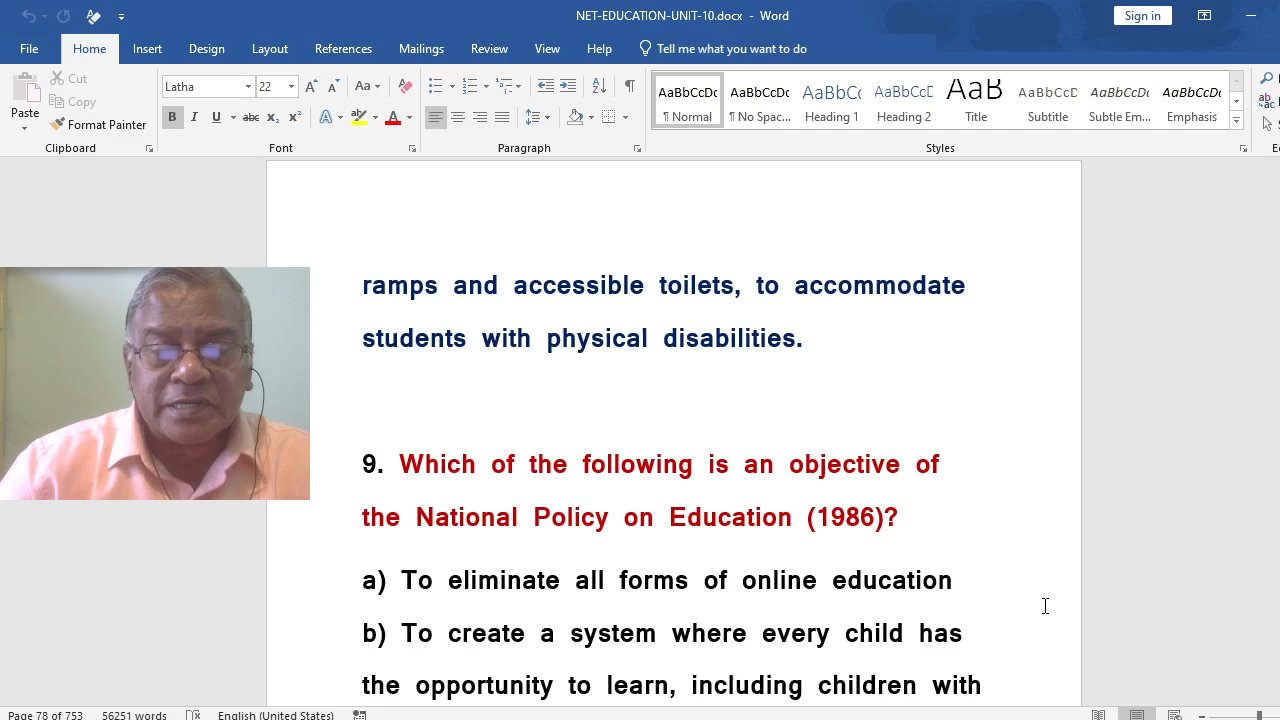 NET-EDUCATION-UNIT-10.docx - Word
Sign in
File Home Insert Design Layout References Mailings Review View Help Tell me what you want to do
Paste
Cut
Copy
Format Painter
Clipboard
Latha 22
Font
Paragraph
AaBbCcDc AaBbCcDc AaBbCc AaBbCcD AaB AaBbCcD AaBbCcDc AaBbCcDc
¶ Normal ¶ No Spac... Heading 1 Heading 2 Title Subtitle Subtle Em... Emphasis
Styles
ramps and accessible toilets, to accommodate
students with physical disabilities.
9. Which of the following is an objective of
the National Policy on Education (1986)?
a) To eliminate all forms of online education
b) To create a system where every child has
the opportunity to learn, including children with
Page 78 of 753 56251 words English (United States)